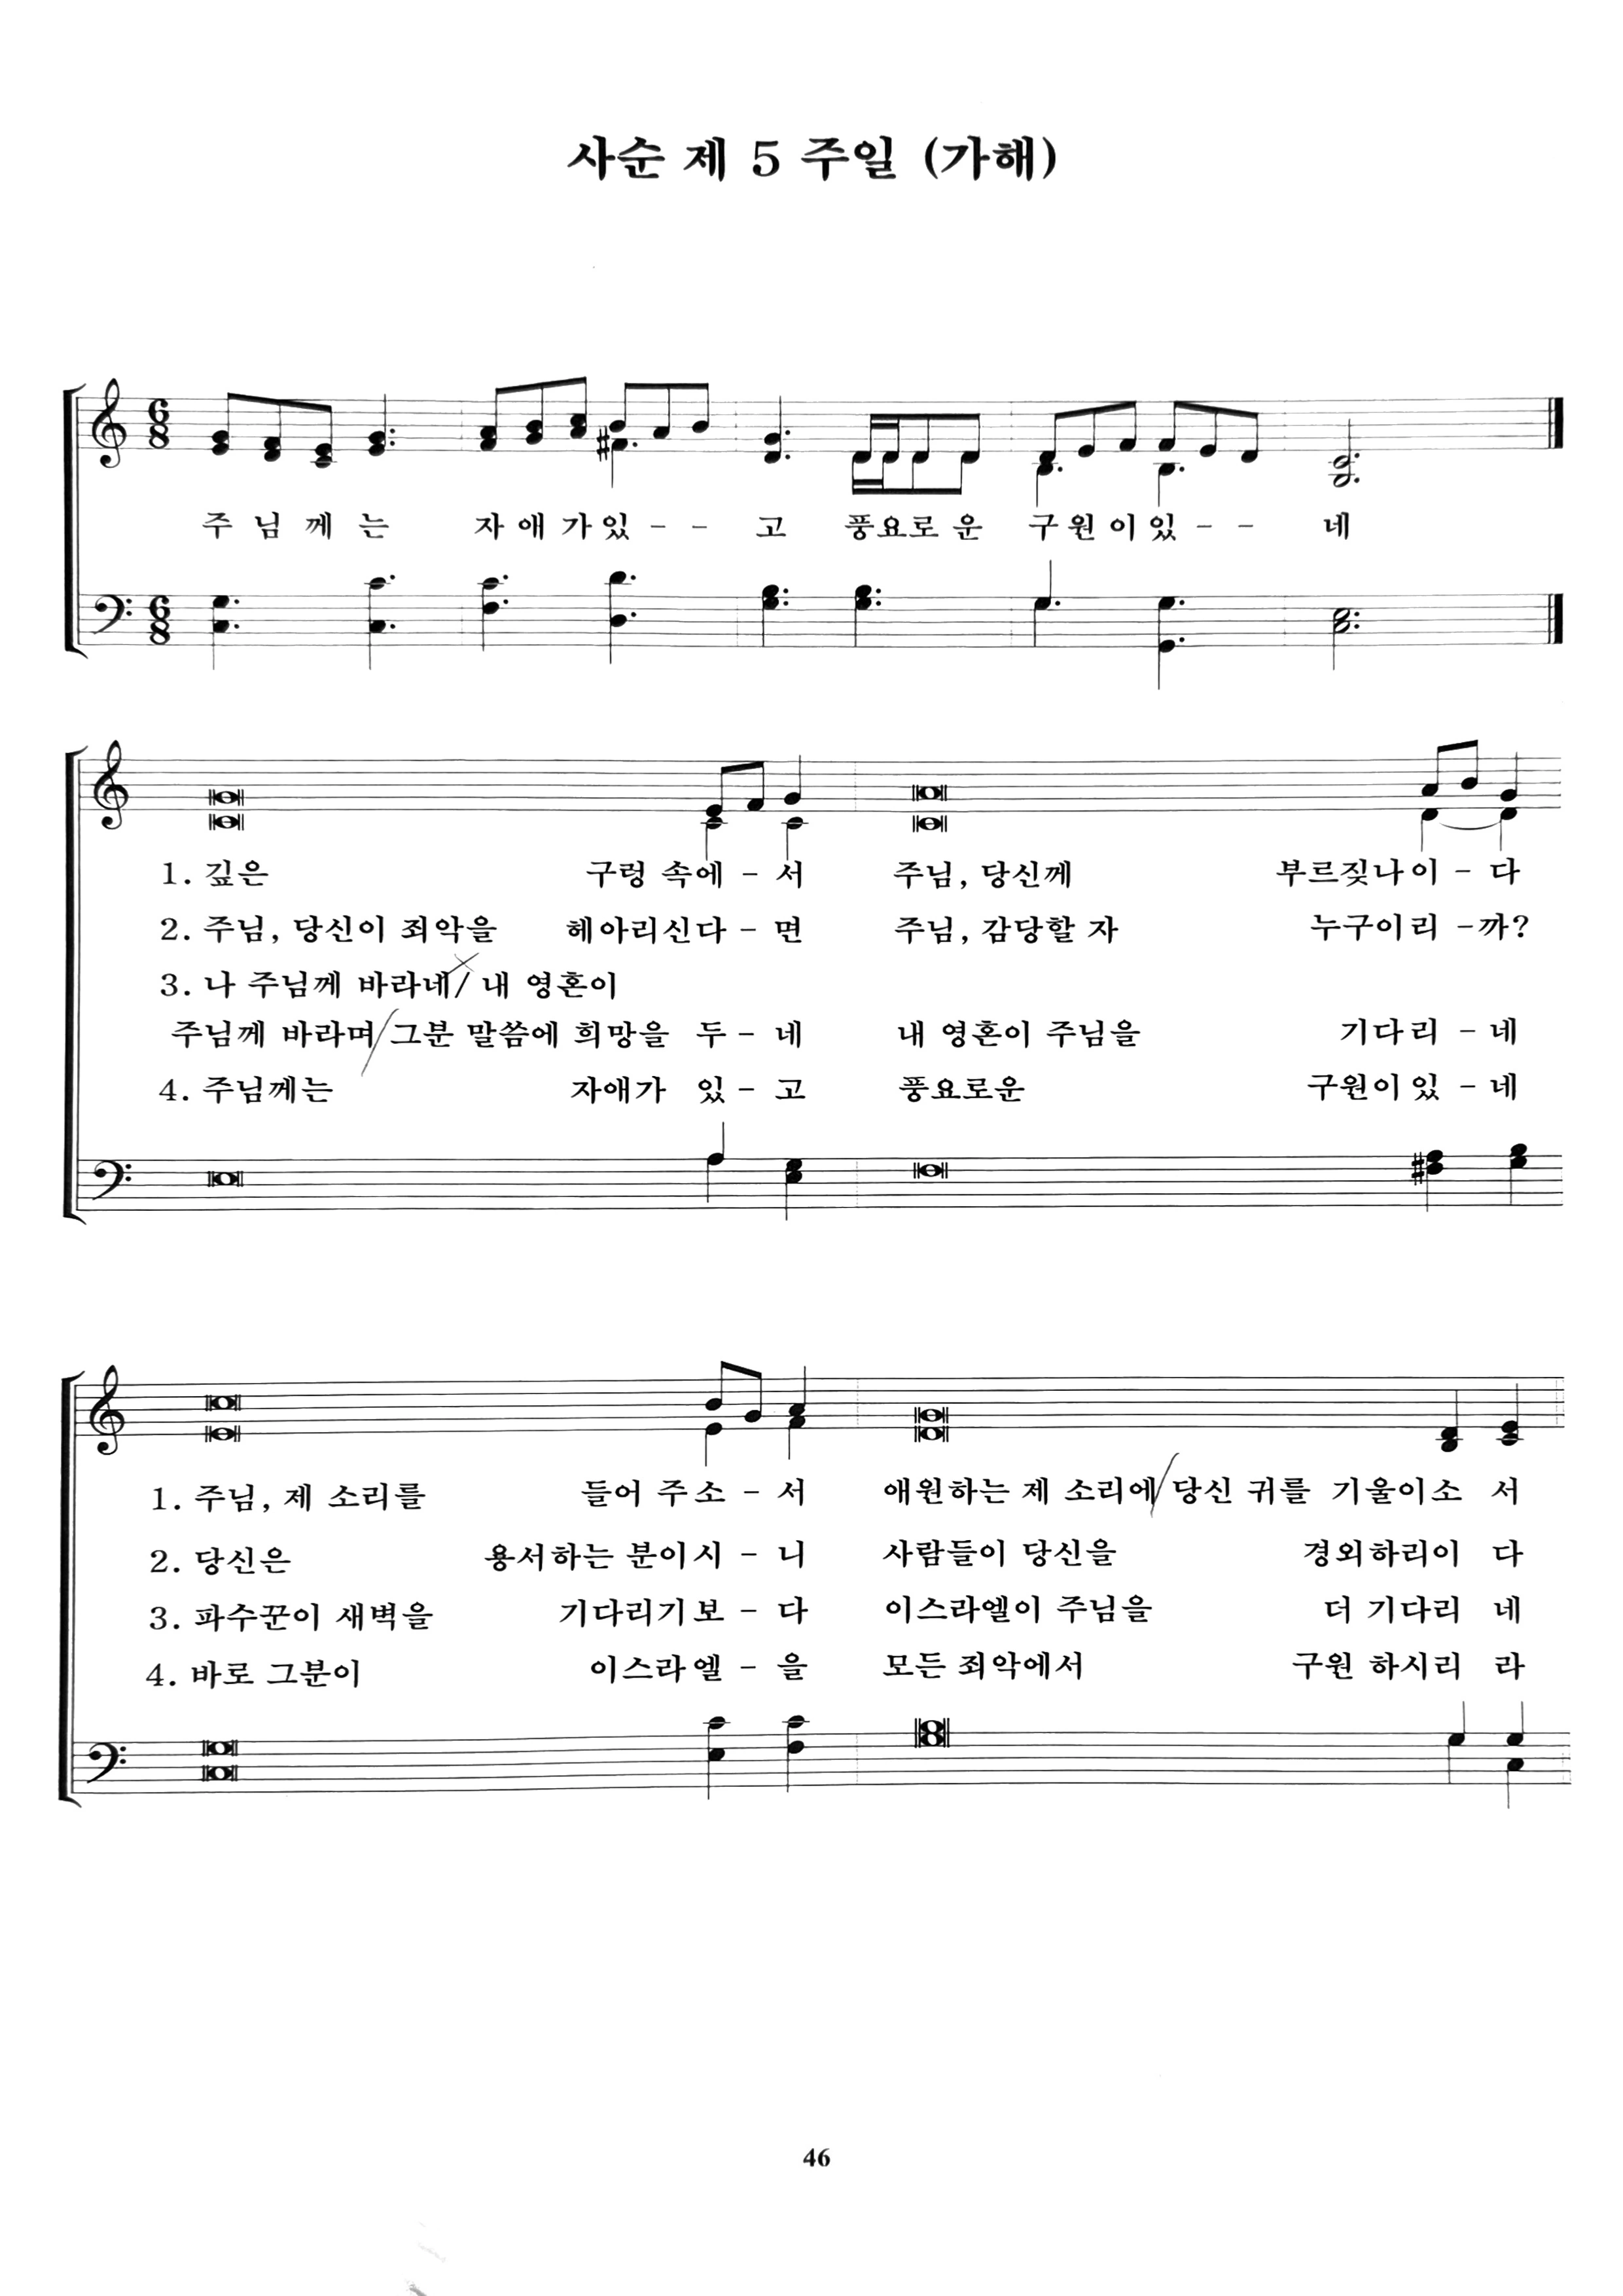 사순 제 5 주일 (가해)
주 님 께 는 자 애 가 있 - - 고 풍요로 운 구 원 이 있 - - 네
1. 깊은 구렁 속에 - 서 주님, 당신께 부르짖나이 - 다
2. 주님, 당신이 죄악을 헤아리신다 - 면 주님, 감당할 자 누구이리 - 까?
3. 나 주님께 바라네/ 내 영혼이
주님께 바라며/ 그분 말씀에 희망을 두 - 네 내 영혼이 주님을 기다리 - 네
4. 주님께는 자애가 있 - 고 풍요로운 구원이 있 - 네
1. 주님, 제 소리를 들어 주소 - 서 애원하는 제 소리에/ 당신 귀를 기울이소 서
2. 당신은 용서하는 분이시 - 니 사람들이 당신을 경외하리이 다
3. 파수꾼이 새벽을 기다리기보 - 다 이스라엘이 주님을 더 기다리 네
4. 바로 그분이 이스라엘 - 을 모든 죄악에서 구원 하시리 라
46